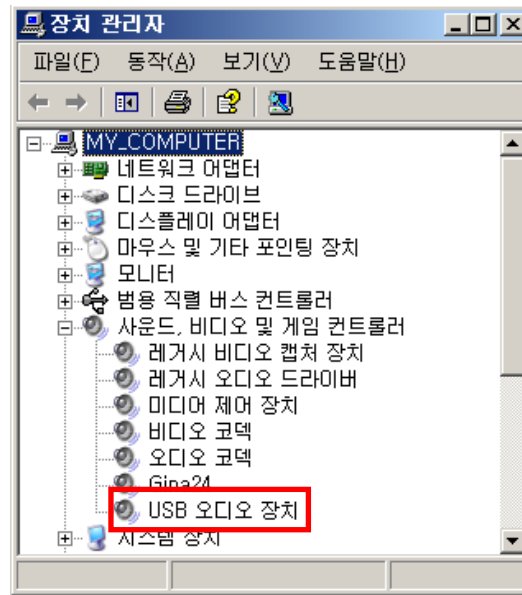 장치 관리자
파일(F) 동작(A) 보기(V) 도움말(H)
MY_COMPUTER
네트워크 어댑터
디스크 드라이브
디스플레이 어댑터
마우스 및 기타 포인팅 장치
모니터
범용 직렬 버스 컨트롤러
사운드, 비디오 및 게임 컨트롤러
레거시 비디오 캡처 장치
레거시 오디오 드라이버
미디어 제어 장치
비디오 코덱
오디오 코덱
Gina24
USB 오디오 장치
시스템 장치